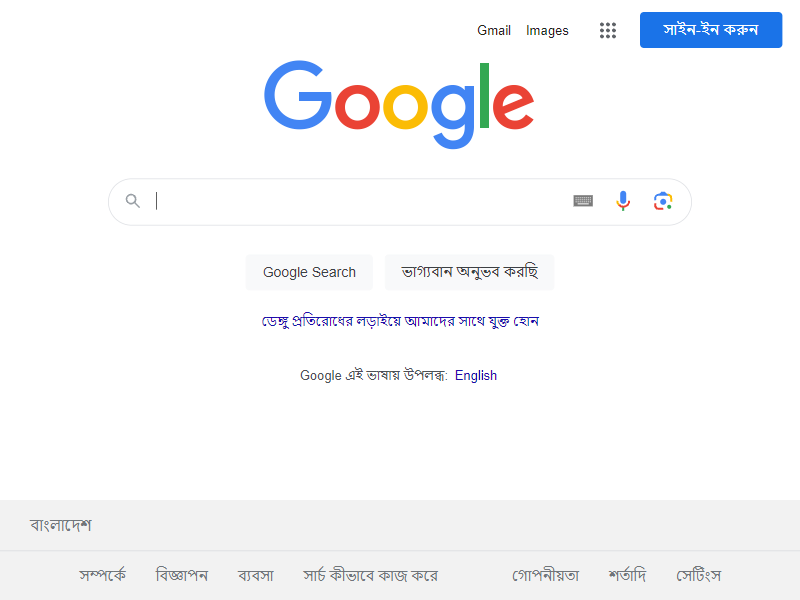 Gmail Images সাইন-ইন করুন
Google
Google Search ভাগ্যবান অনুভব করছি
ডেঙ্গু প্রতিরোধের লড়াইয়ে আমাদের সাথে যুক্ত হোন
Google এই ভাষায় উপলব্ধ: English
বাংলাদেশ
সম্পর্কে বিজ্ঞাপন ব্যবসা সার্চ কীভাবে কাজ করে গোপনীয়তা শর্তাদি সেটিংস